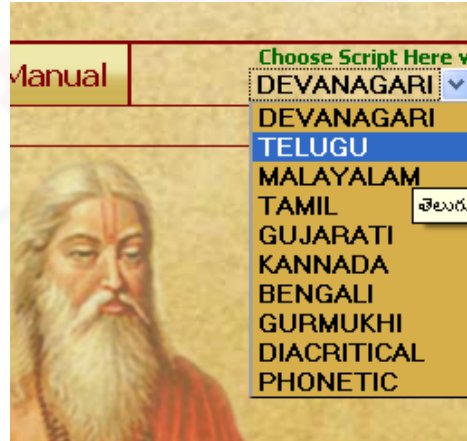 Choose Script Here
Manual
DEVANAGARI
DEVANAGARI
TELUGU
MALAYALAM
TAMIL
GUJARATI
KANNADA
BENGALI
GURMUKHI
DIACRITICAL
PHONETIC